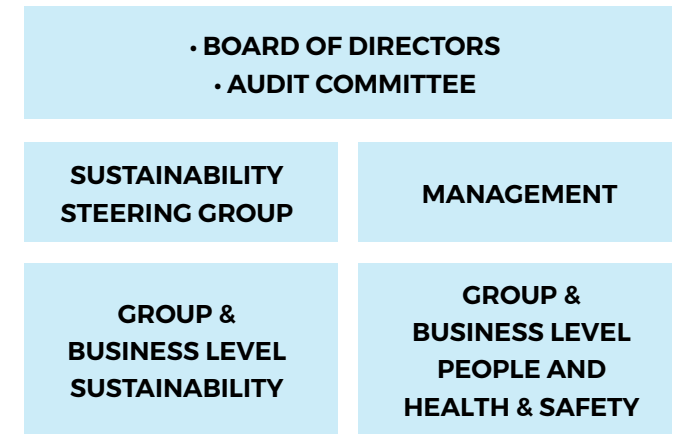 • BOARD OF DIRECTORS
• AUDIT COMMITTEE
SUSTAINABILITY
STEERING GROUP
MANAGEMENT
GROUP &
BUSINESS LEVEL
SUSTAINABILITY
GROUP &
BUSINESS LEVEL
PEOPLE AND
HEALTH & SAFETY